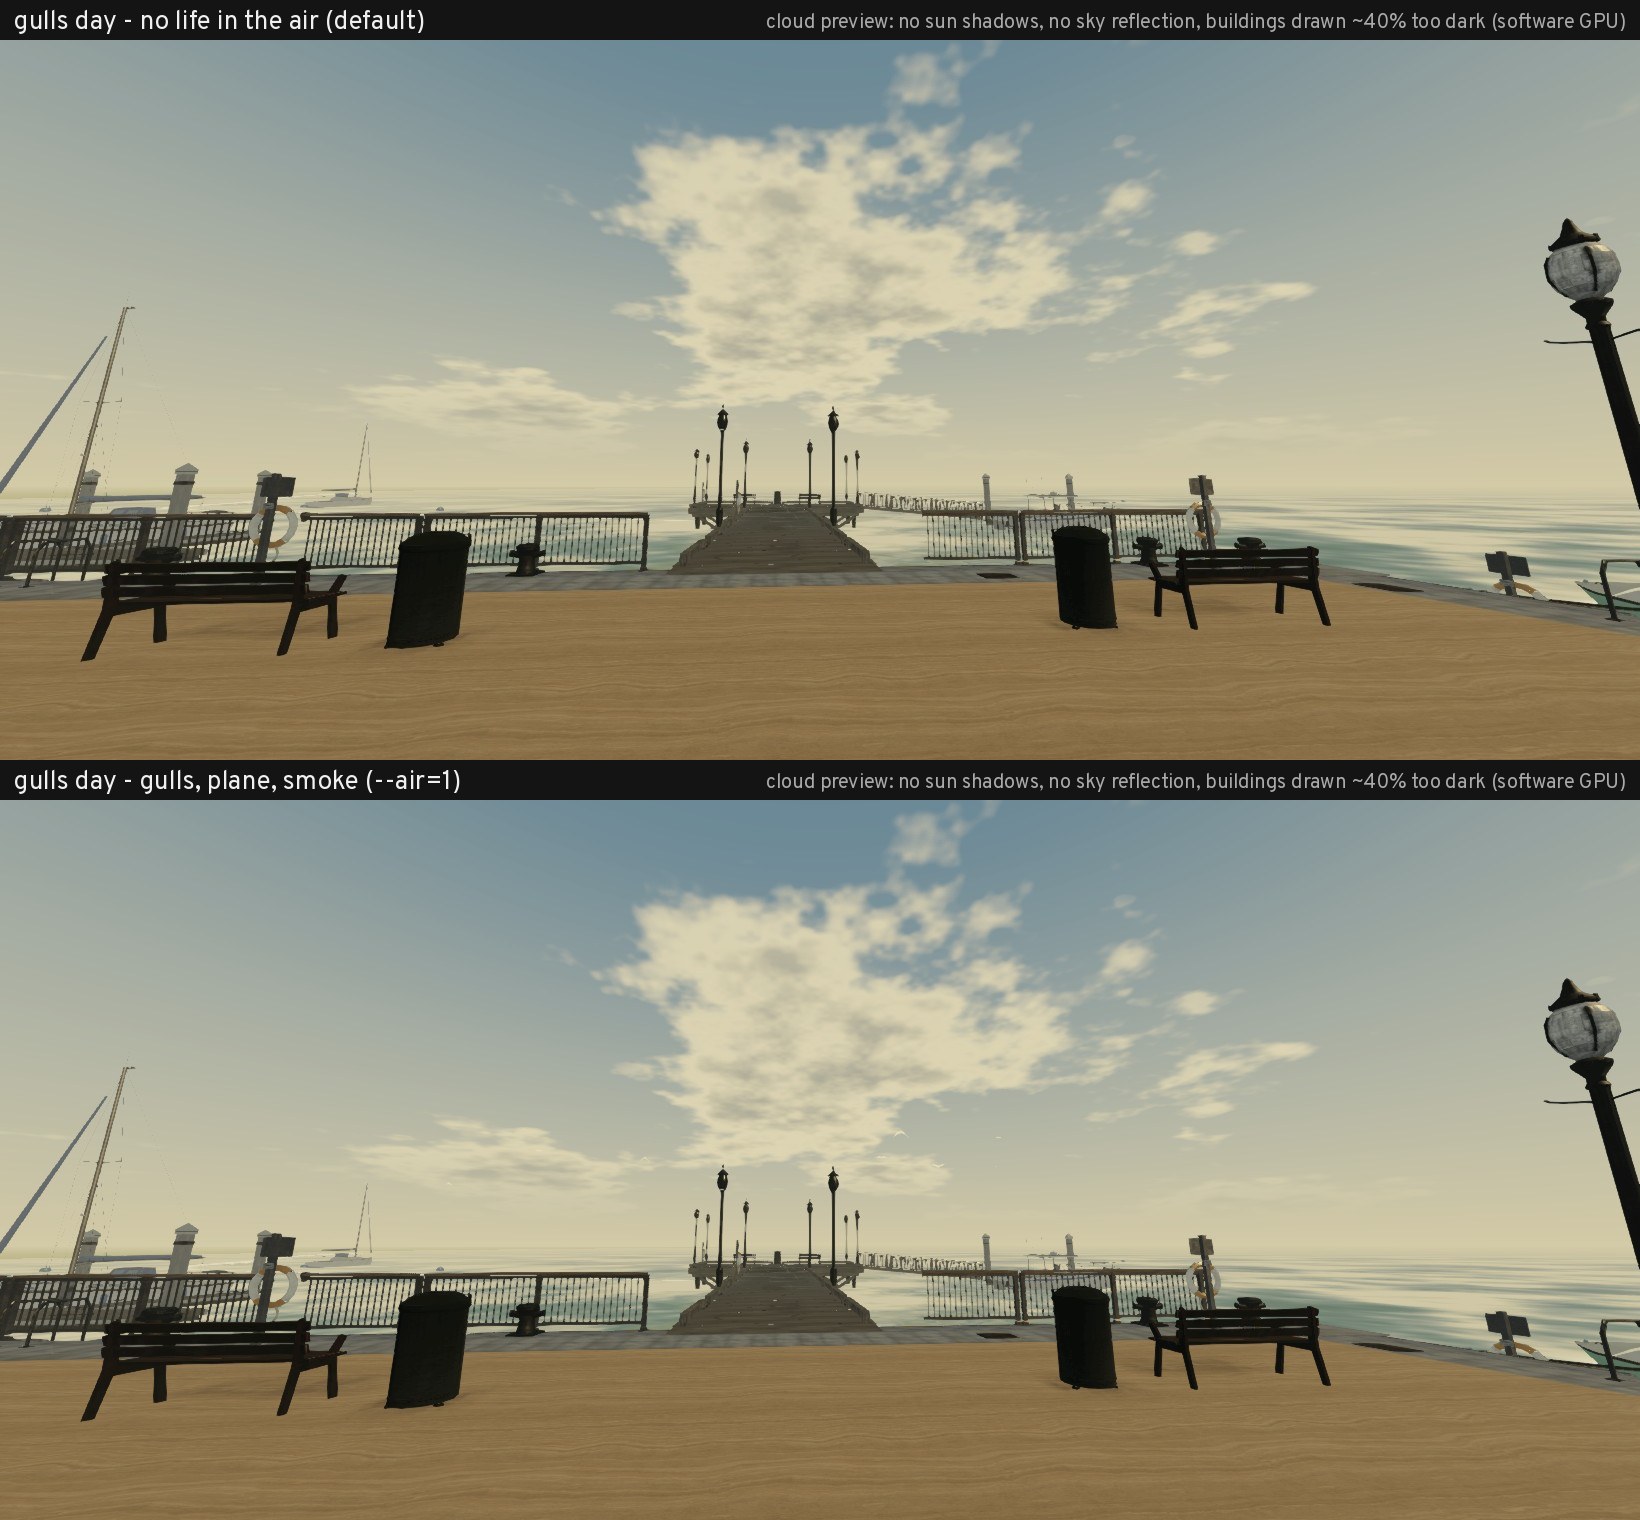 gulls day - no life in the air (default)
cloud preview: no sun shadows, no sky reflection, buildings drawn ~40% too dark (software GPU)
gulls day - gulls, plane, smoke (--air=1)
cloud preview: no sun shadows, no sky reflection, buildings drawn ~40% too dark (software GPU)